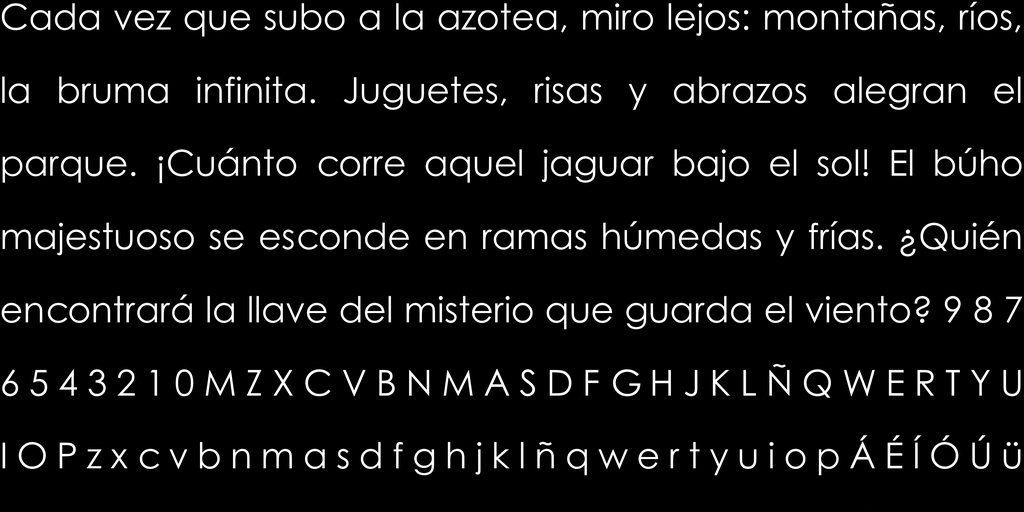 Cada vez que subo a la azotea, miro lejos: montañas, ríos,
la bruma infinita. Juguetes, risas y abrazos alegran el
parque. ¡Cuánto corre aquel jaguar bajo el sol! El búho
majestuoso se esconde en ramas húmedas y frías. ¿Quién
encontrará la llave del misterio que guarda el viento? 9 8 7
6 5 4 3 2 1 0 M Z X C V B N M A S D F G H J K L Ñ Q W E R T Y U
I O P z x c v b n m a s d f g h j k l ñ q w e r t y u i o p Á É Í Ó Ú ü